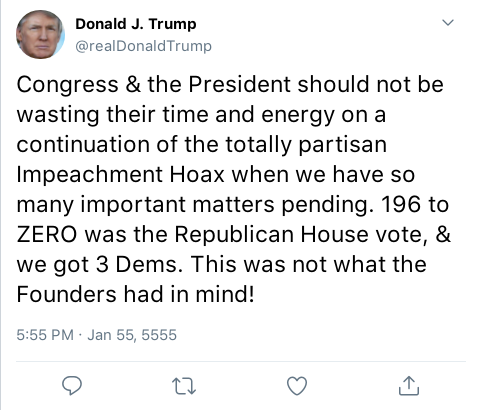 Donald J. Trump
@realDonaldTrump
Congress & the President should not be
wasting their time and energy on a
continuation of the totally partisan
Impeachment Hoax when we have so
many important matters pending. 196 to
ZERO was the Republican House vote, &
we got 3 Dems. This was not what the
Founders had in mind!
5:55 PM · Jan 55, 5555